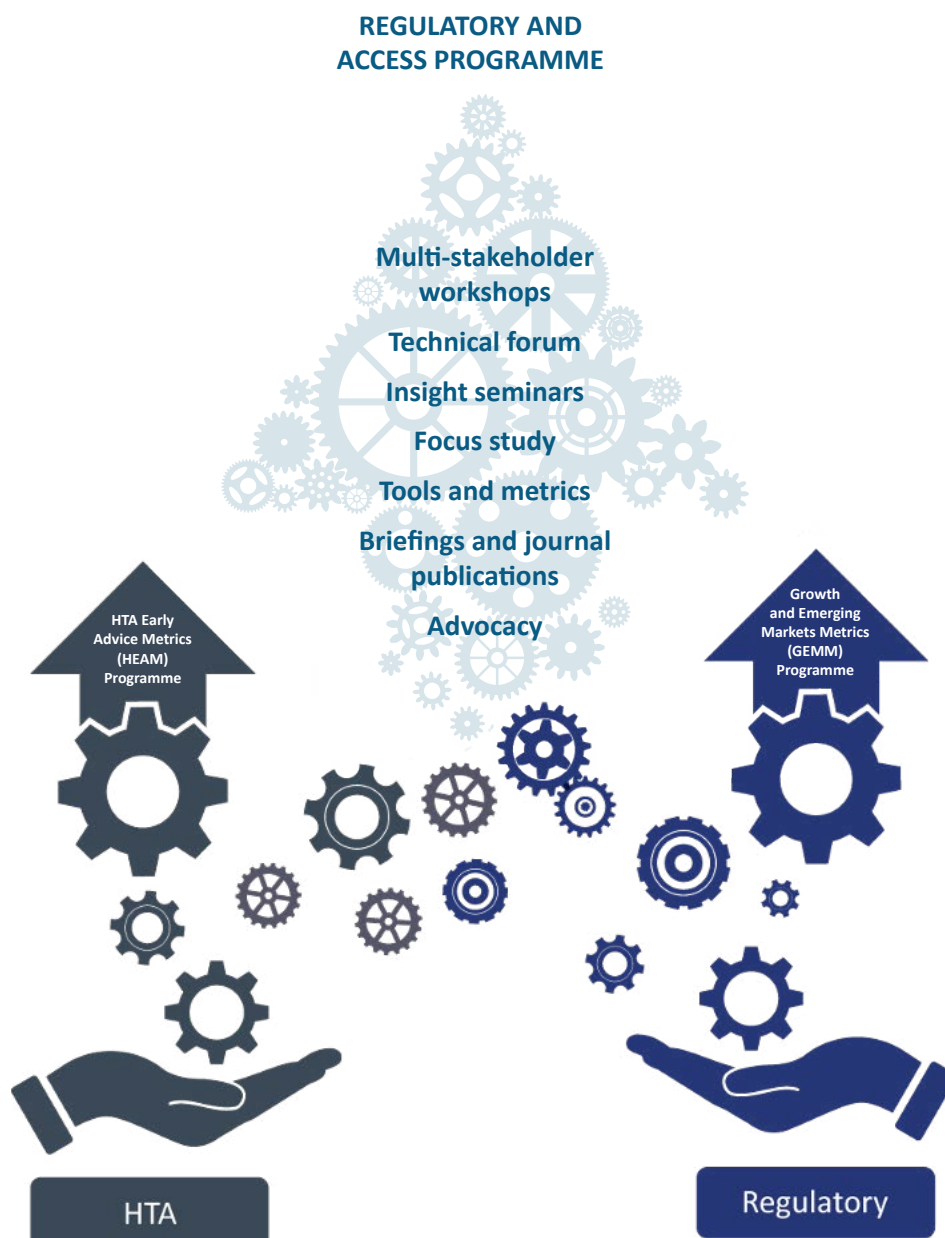 REGULATORY AND
ACCESS PROGRAMME
Multi-stakeholder
workshops
Technical forum
Insight seminars
Focus study
Tools and metrics
Briefings and journal
publications
Advocacy
HTA Early
Advice Metrics
(HEAM)
Programme
Growth
and Emerging
Markets Metrics
(GEMM)
Programme
HTA
Regulatory